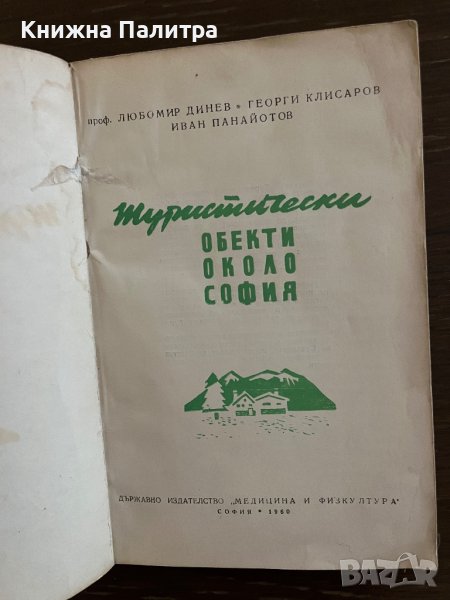 Книжна Палитра
проф. ЛЮБОМИР ДИНЕВ • ГЕОРГИ КЛИСАРОВ
ИВАН ПАНАЙОТОВ
Туристически
ОБЕКТИ
ОКОЛО
СОФИЯ
ДЪРЖАВНО ИЗДАТЕЛСТВО „МЕДИЦИНА И ФИЗКУЛТУРА"
СОФИЯ • 1960
BAZAR